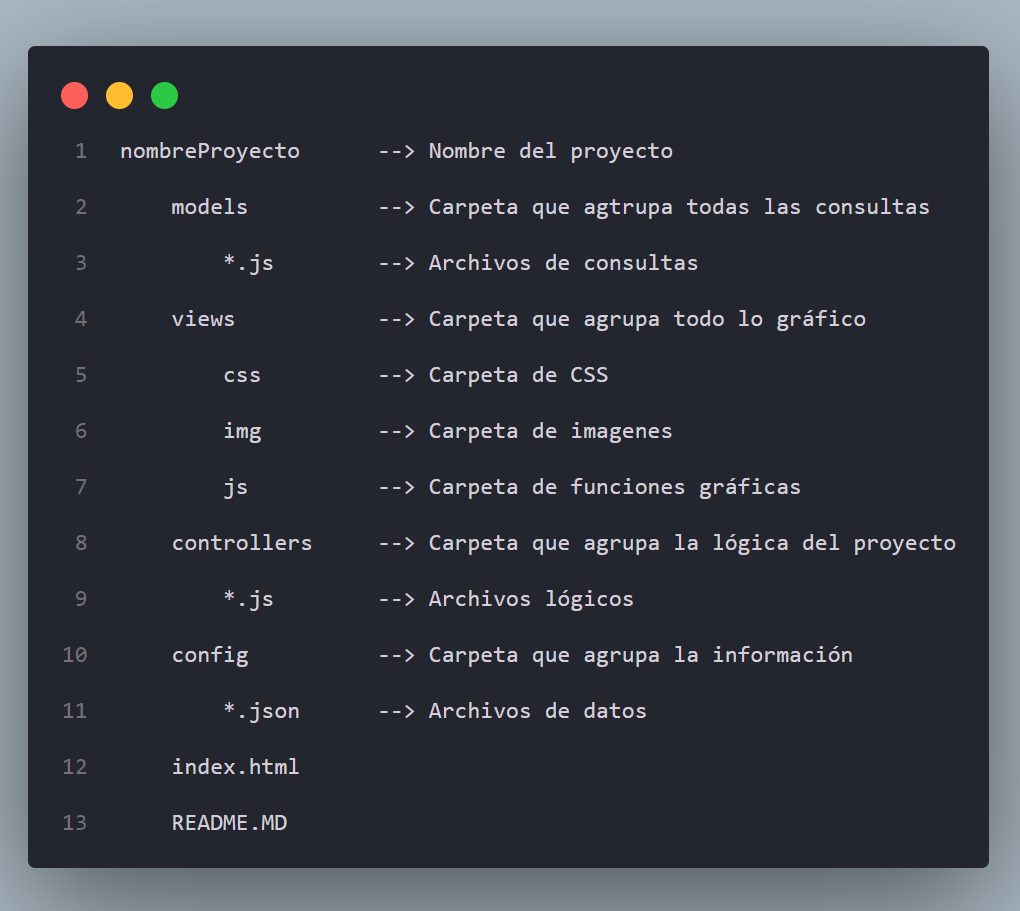 1 nombreProyecto --> Nombre del proyecto
2 models --> Carpeta que agtrupa todas las consultas
3 *.js --> Archivos de consultas
4 views --> Carpeta que agrupa todo lo gráfico
5 css --> Carpeta de CSS
6 img --> Carpeta de imagenes
7 js --> Carpeta de funciones gráficas
8 controllers --> Carpeta que agrupa la lógica del proyecto
9 *.js --> Archivos lógicos
10 config --> Carpeta que agrupa la información
11 *.json --> Archivos de datos
12 index.html
13 README.MD